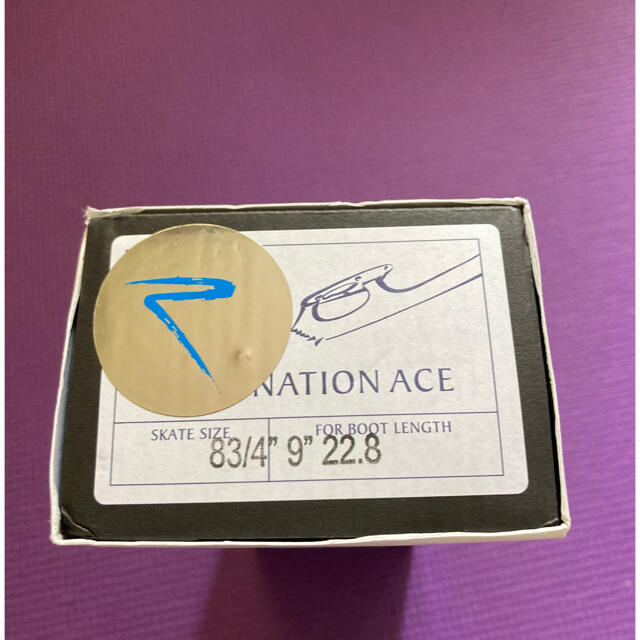 NATION ACE
SKATE SIZE FOR BOOT LENGTH
83/4” 9” 22.8